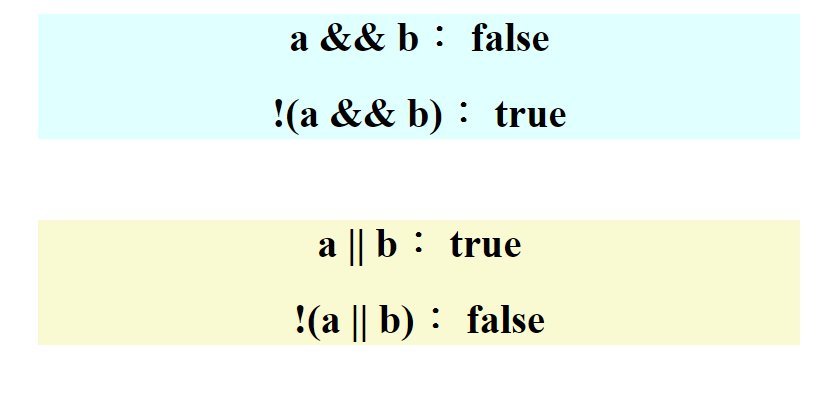 a && b： false
!(a && b)： true
a || b： true
!(a || b)： false